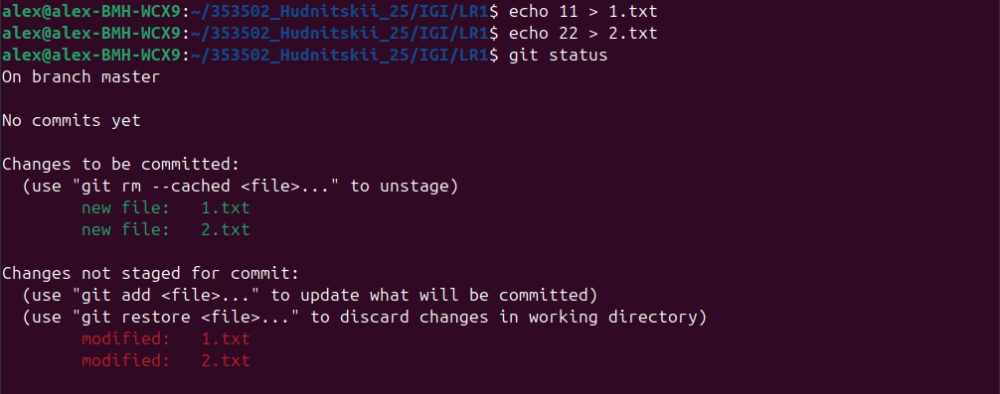 alex@alex-BMH-WCX9:~/353502_Hudnitskii_25/IGI/LR1$ echo 11 > 1.txt
alex@alex-BMH-WCX9:~/353502_Hudnitskii_25/IGI/LR1$ echo 22 > 2.txt
alex@alex-BMH-WCX9:~/353502_Hudnitskii_25/IGI/LR1$ git status
On branch master

No commits yet

Changes to be committed:
  (use "git rm --cached <file>..." to unstage)
        new file:   1.txt
        new file:   2.txt

Changes not staged for commit:
  (use "git add <file>..." to update what will be committed)
  (use "git restore <file>..." to discard changes in working directory)
        modified:   1.txt
        modified:   2.txt